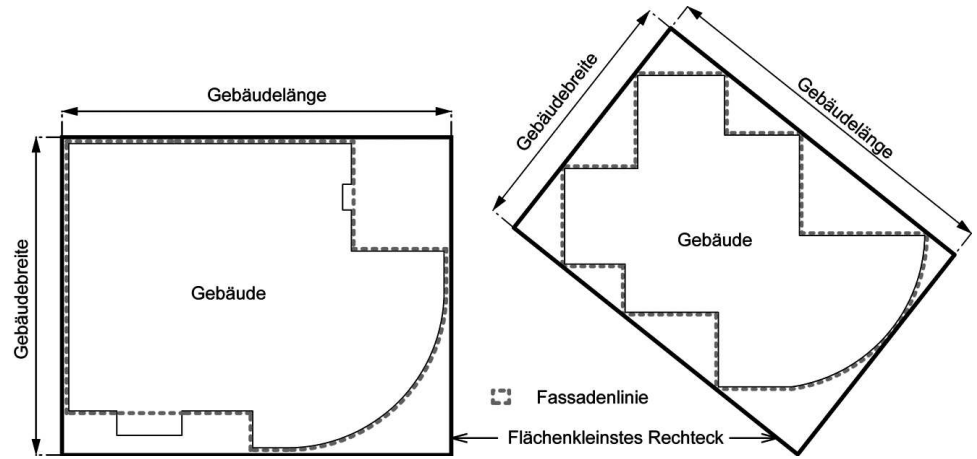 Gebäudelänge
Gebäudebreite
Gebäude
Gebäudebreite
Gebäudelänge
Gebäude
Fassadenlinie
Flächenkleinstes Rechteck